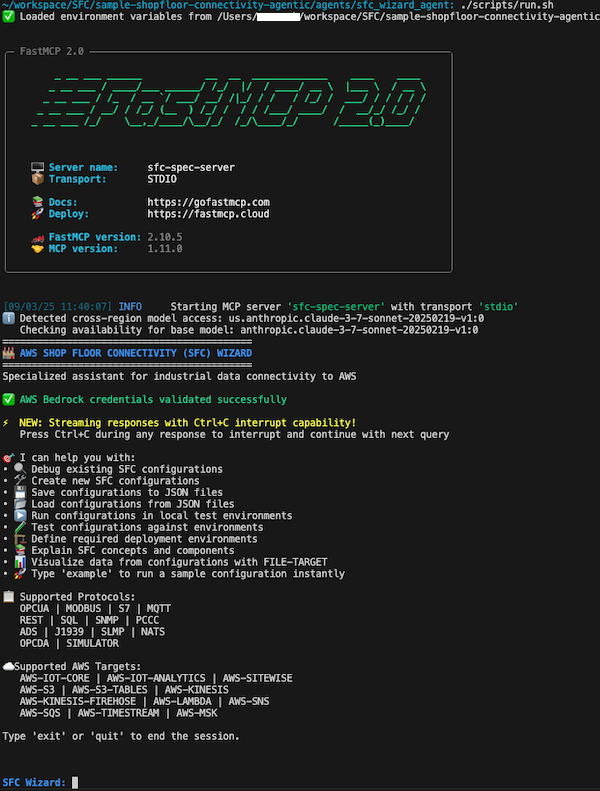 ~/workspace/SFC/sample-shopfloor-connectivity-agentic/agents/sfc_wizard_agent: ./scripts/run.sh
✅ Loaded environment variables from /Users/ /workspace/SFC/sample-shopfloor-connectivity-agentic
FastMCP 2.0
FastMCP 2.0
🖥️ Server name: sfc-spec-server
📦 Transport: STDIO
📚 Docs: https://gofastmcp.com
🚀 Deploy: https://fastmcp.cloud
🏎️ FastMCP version: 2.10.5
🤝 MCP version: 1.11.0
[09/03/25 11:40:07] INFO Starting MCP server 'sfc-spec-server' with transport 'stdio'
ℹ️ Detected cross-region model access: us.anthropic.claude-3-7-sonnet-20250219-v1:0
Checking availability for base model: anthropic.claude-3-7-sonnet-20250219-v1:0
============================================
🏭 AWS SHOP FLOOR CONNECTIVITY (SFC) WIZARD
============================================
Specialized assistant for industrial data connectivity to AWS
✅ AWS Bedrock credentials validated successfully
⚡ NEW: Streaming responses with Ctrl+C interrupt capability!
Press Ctrl+C during any response to interrupt and continue with next query
🎯 I can help you with:
• 🔍 Debug existing SFC configurations
• 🛠️ Create new SFC configurations
• 💾 Save configurations to JSON files
• 📂 Load configurations from JSON files
• ▶️ Run configurations in local test environments
• 🧪 Test configurations against environments
• 🏗️ Define required deployment environments
• 📚 Explain SFC concepts and components
• 📊 Visualize data from configurations with FILE-TARGET
• 🚀 Type 'example' to run a sample configuration instantly
📋 Supported Protocols:
OPCUA | MODBUS | S7 | MQTT
REST | SQL | SNMP | PCCC
ADS | J1939 | SLMP | NATS
OPCDA | SIMULATOR
☁️Supported AWS Targets:
AWS-IOT-CORE | AWS-IOT-ANALYTICS | AWS-SITEWISE
AWS-S3 | AWS-S3-TABLES | AWS-KINESIS
AWS-KINESIS-FIREHOSE | AWS-LAMBDA | AWS-SNS
AWS-SQS | AWS-TIMESTREAM | AWS-MSK
Type 'exit' or 'quit' to end the session.
SFC Wizard: